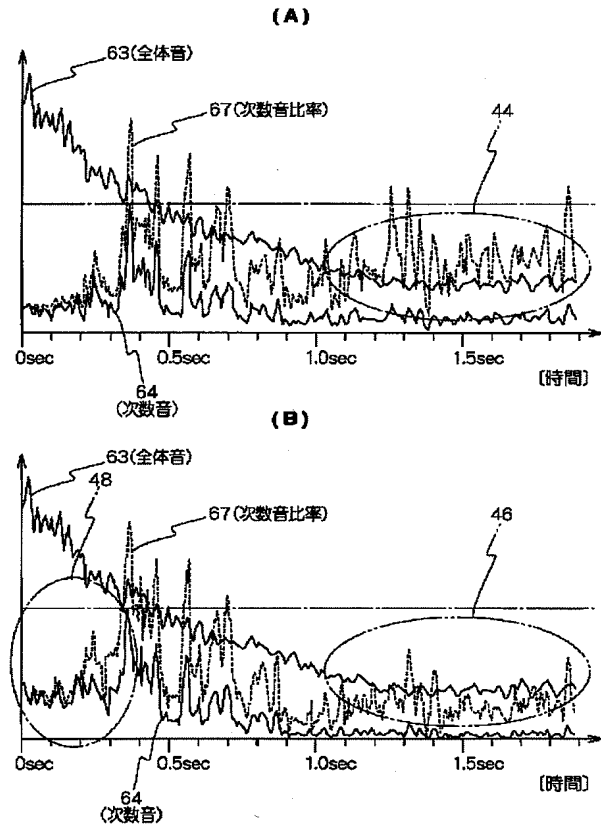 (A)
63(全体音)
67(次数音比率)
44
0sec
0.5sec
1.0sec
1.5sec
[時間]
64
(次数音)
(B)
63(全体音)
48
67(次数音比率)
46
0sec
0.5sec
1.0sec
1.5sec
[時間]
64
(次数音)